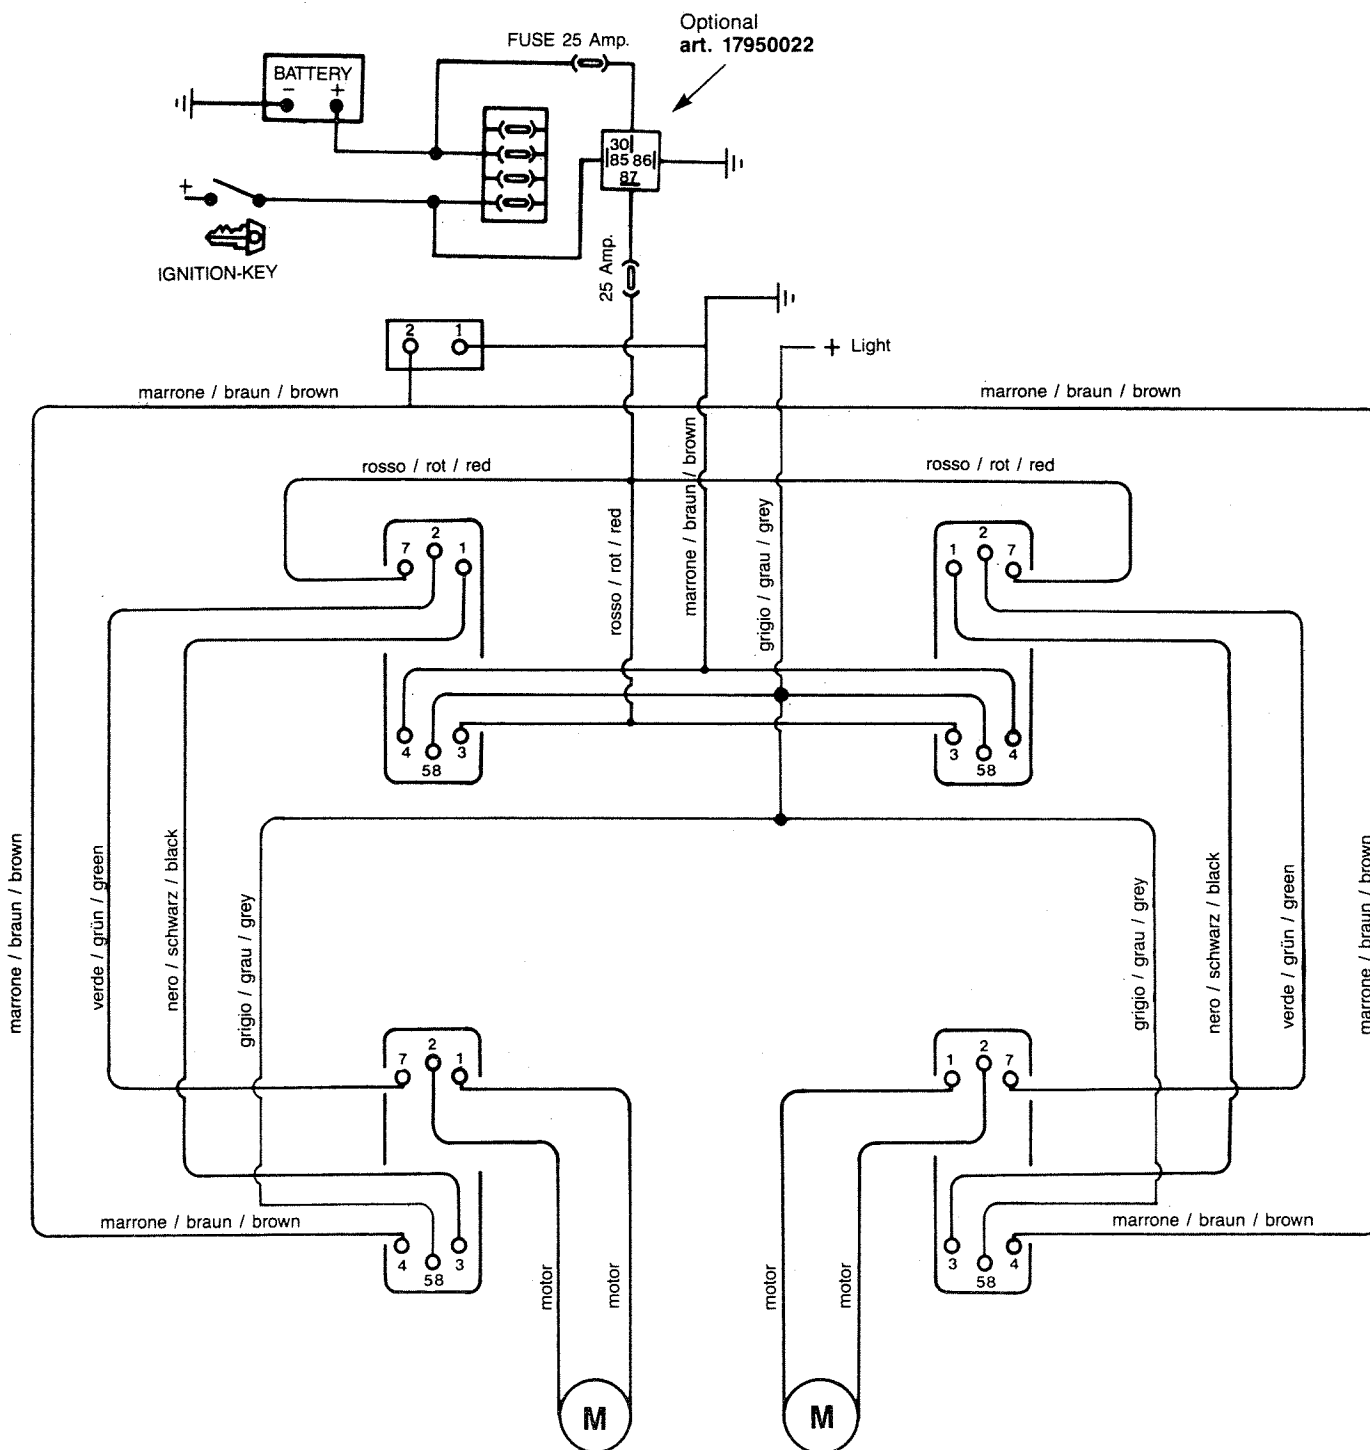 Optional
art. 17950022
FUSE 25 Amp.
BATTERY
− +
30
85 86
87
+
IGNITION-KEY
25 Amp.
2 1
+ Light
marrone / braun / brown
marrone / braun / brown
rosso / rot / red
rosso / rot / red
rosso / rot / red
marrone / braun / brown
grigio / grau / grey
7 2 1
1 2 7
4 58 3
3 58 4
marrone / braun / brown
verde / grün / green
nero / schwarz / black
grigio / grau / grey
grigio / grau / grey
nero / schwarz / black
verde / grün / green
marrone / braun / brown
7 2 1
1 2 7
marrone / braun / brown
marrone / braun / brown
4 58 3
3 58 4
motor
motor
motor
motor
M
M